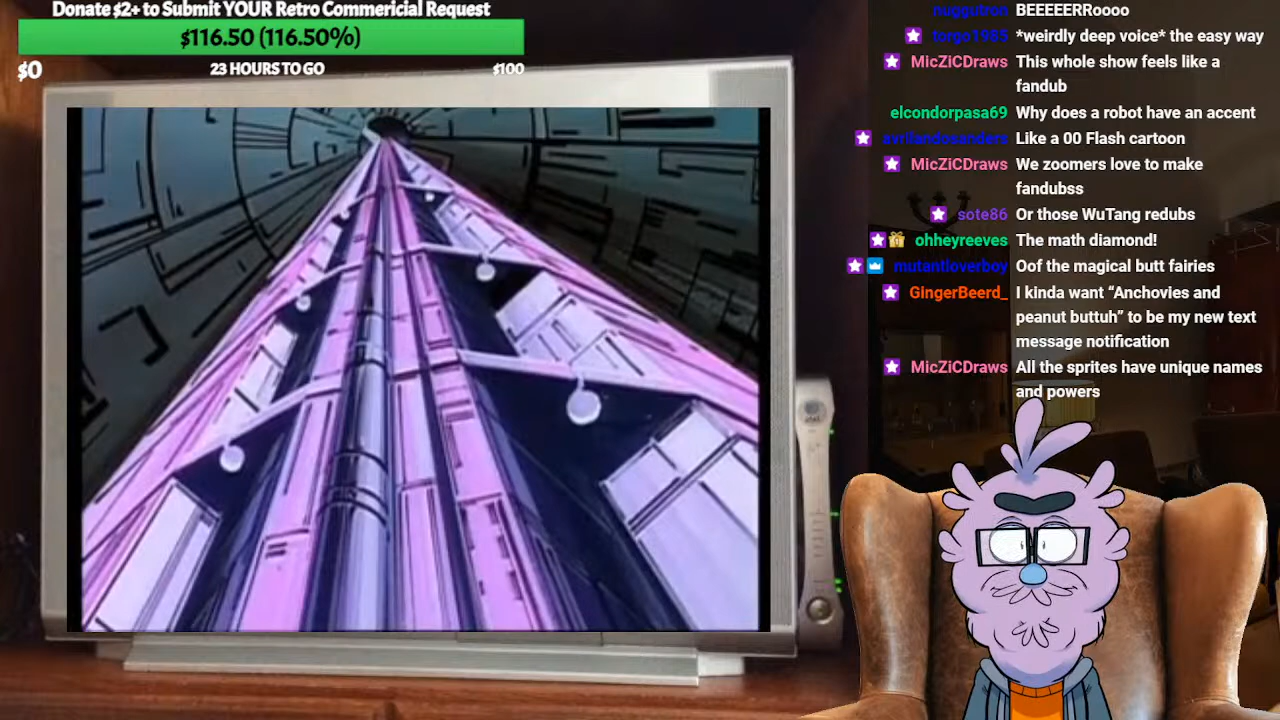 Donate $2+ to Submit YOUR Retro Commericial Request
$116.50 (116.50%)
$0
23 HOURS TO GO
$100
nuggutron BEEEEERRoooo
torgo1985 *weirdly deep voice* the easy way
MicZiCDraws This whole show feels like a
fandub
elcondorpasa69 Why does a robot have an accent
avrilandosanders Like a 00 Flash cartoon
MicZiCDraws We zoomers love to make
fandubss
sote86 Or those WuTang redubs
ohheyreeves The math diamond!
mutantloverboy Oof the magical butt fairies
GingerBeerd_ I kinda want “Anchovies and
peanut buttuh” to be my new text
message notification
MicZiCDraws All the sprites have unique names
and powers